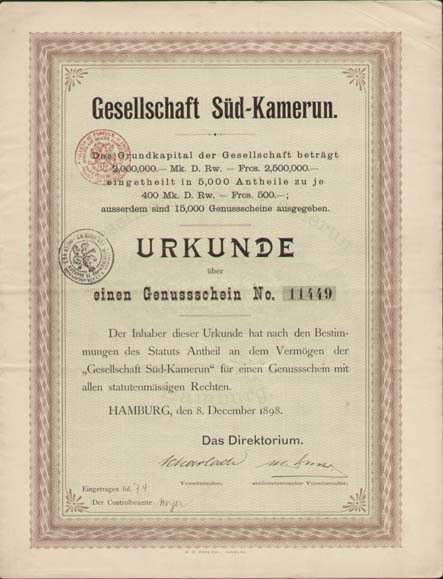 Gesellschaft Süd-Kamerun.
Das Grundkapital der Gesellschaft beträgt
2,000,000.— Mk. D. Rw. — Frcs. 2,500,000.—
eingetheilt in 5,000 Antheile zu je
400 Mk. D. Rw. — Frcs. 500.—;
ausserdem sind 15,000 Genussscheine ausgegeben.
URKUNDE
über
einen Genussschein No. 11449
Der Inhaber dieser Urkunde hat nach den Bestim-
mungen des Statuts Antheil an dem Vermögen der
„Gesellschaft Süd-Kamerun" für einen Genussschein mit
allen statutenmässigen Rechten.
HAMBURG, den 8. December 1898.
Das Direktorium.
Scharlach
Vorsitzender. stellvertretender Vorsitzender.
Eingetragen fol. 74
Der Controlbeamte